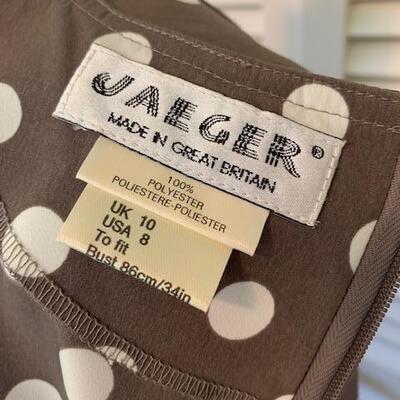 JAEGER®
MADE IN GREAT BRITAIN
100%
POLYESTER
POLIESTERE-POLIESTER
UK 10
USA 8
To fit
Bust 86cm/34in